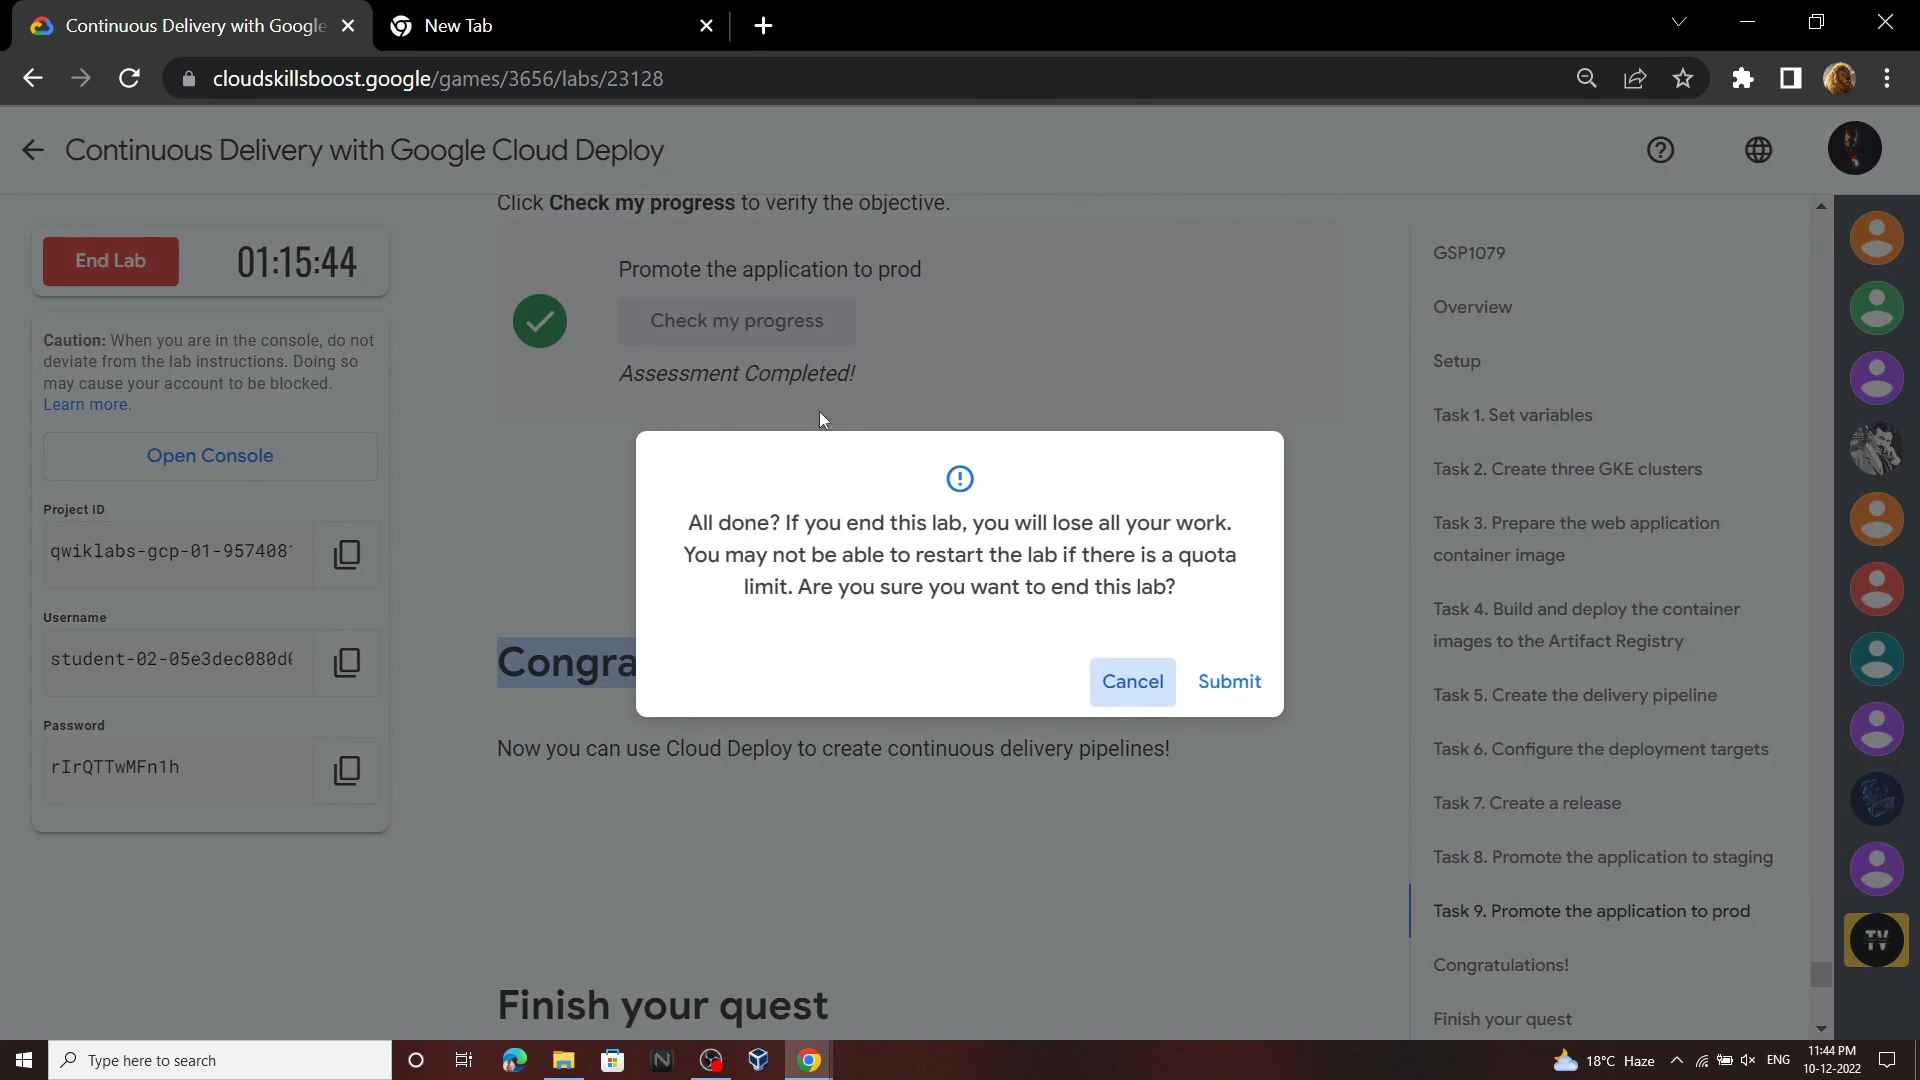 Continuous Delivery with Google
New Tab
cloudskillsboost.google/games/3656/labs/23128
Continuous Delivery with Google Cloud Deploy
End Lab
01:15:44
Caution: When you are in the console, do not
deviate from the lab instructions. Doing so
may cause your account to be blocked.
Learn more.
Open Console
Project ID
qwiklabs-gcp-01-957408
Username
student-02-05e3dec080d
Password
rIrQTTwMFn1h
Click Check my progress to verify the objective.
Promote the application to prod
Check my progress
Assessment Completed!
All done? If you end this lab, you will lose all your work.
You may not be able to restart the lab if there is a quota
limit. Are you sure you want to end this lab?
Cancel
Submit
Congra
Now you can use Cloud Deploy to create continuous delivery pipelines!
Finish your quest
GSP1079
Overview
Setup
Task 1. Set variables
Task 2. Create three GKE clusters
Task 3. Prepare the web application
container image
Task 4. Build and deploy the container
images to the Artifact Registry
Task 5. Create the delivery pipeline
Task 6. Configure the deployment targets
Task 7. Create a release
Task 8. Promote the application to staging
Task 9. Promote the application to prod
Congratulations!
Finish your quest
TV
Type here to search
18°C Haze
ENG
11:44 PM
10-12-2022